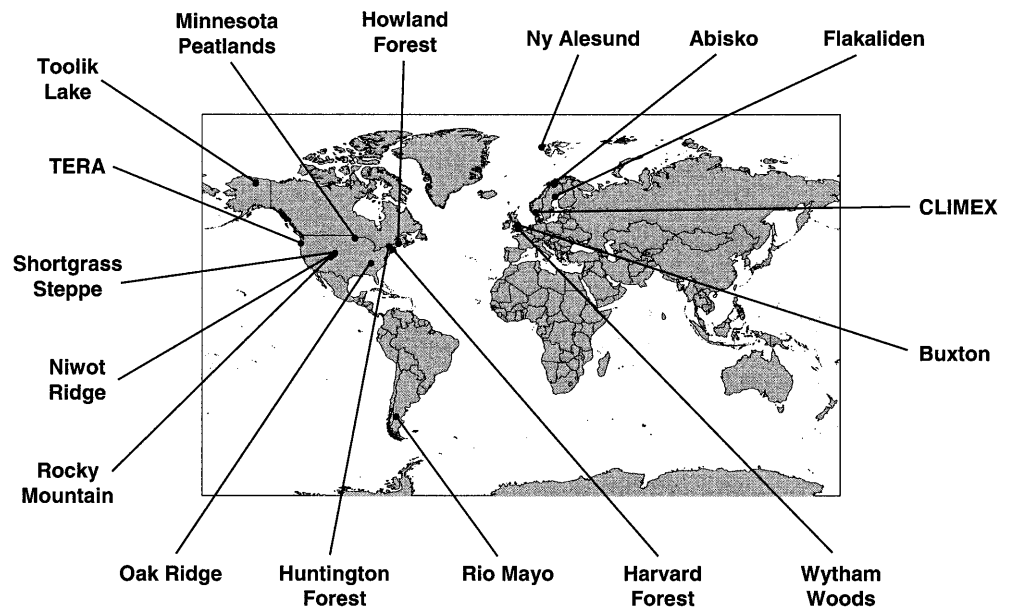 Minnesota
Peatlands
Howland
Forest
Ny Alesund
Abisko
Flakaliden
Toolik
Lake
TERA
CLIMEX
Shortgrass
Steppe
Buxton
Niwot
Ridge
Rocky
Mountain
Oak Ridge
Huntington
Forest
Rio Mayo
Harvard
Forest
Wytham
Woods